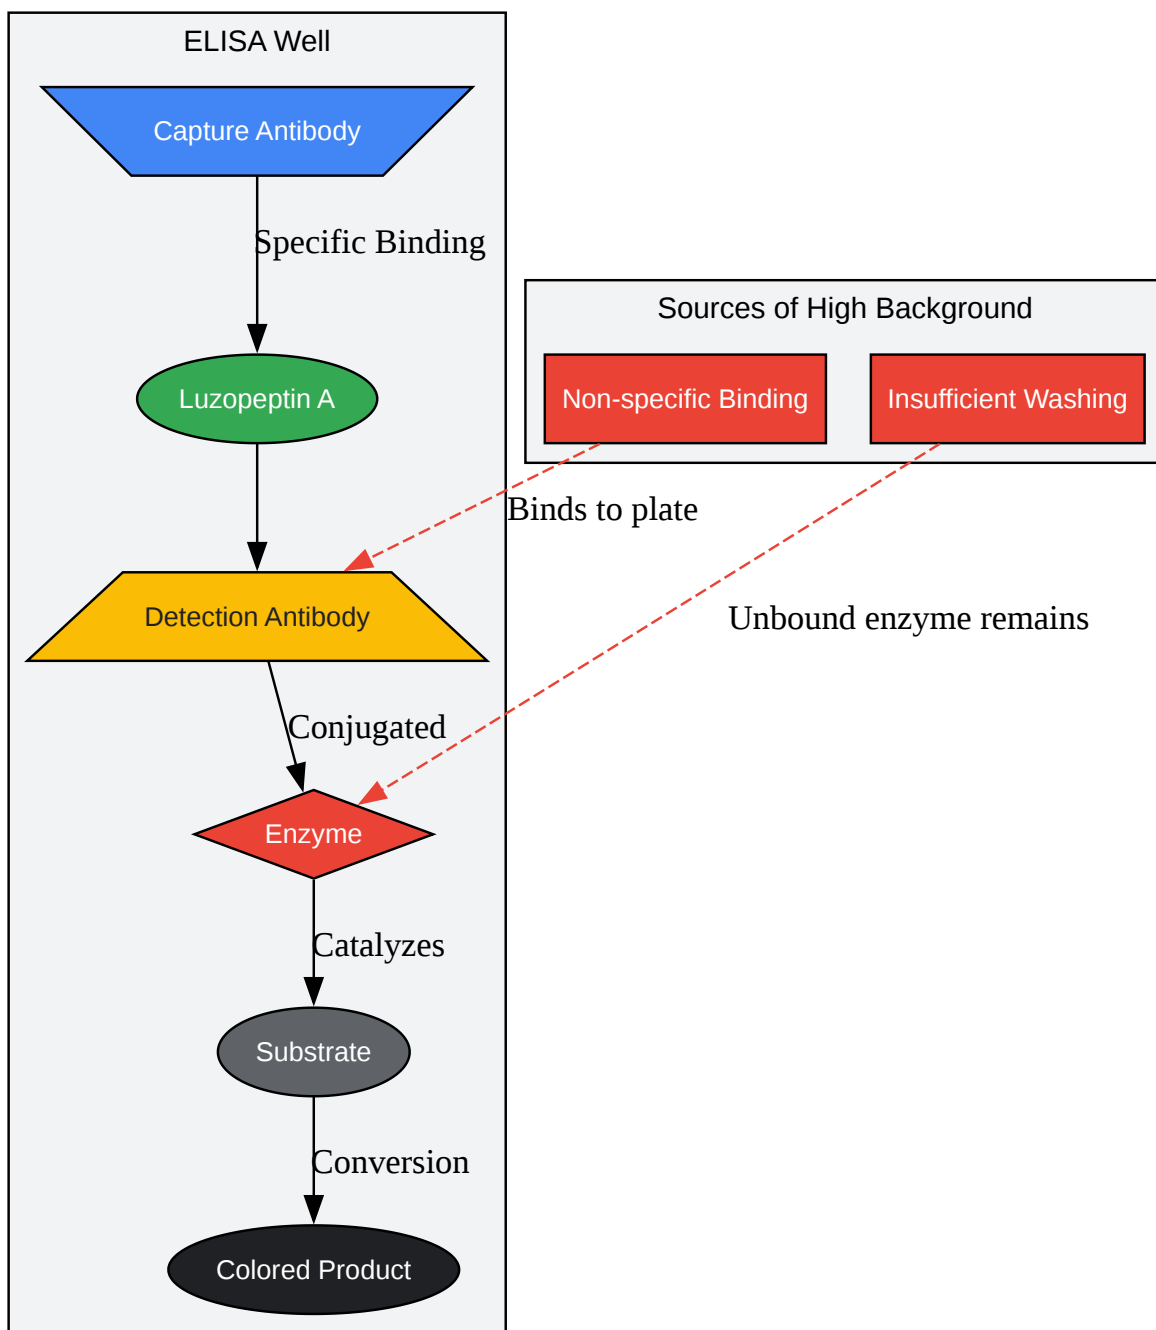 ELISA Well
Capture Antibody
Specific Binding
Sources of High Background
Non-specific Binding
Insufficient Washing
Luzopeptin A
Binds to plate
Detection Antibody
Unbound enzyme remains
Conjugated
Enzyme
Catalyzes
Substrate
Conversion
Colored Product